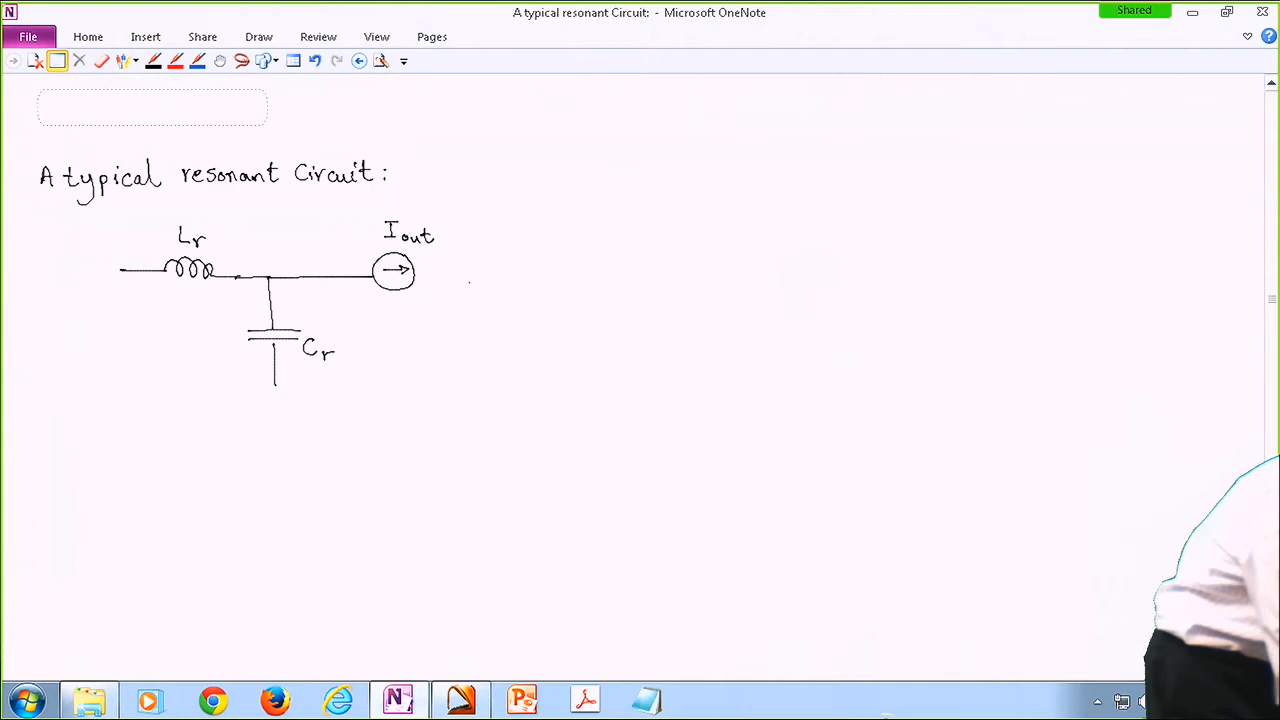 A typical resonant Circuit: - Microsoft OneNote
Shared
File Home Insert Share Draw Review View Pages
A typical resonant Circuit:
Lr
Iout
Cr